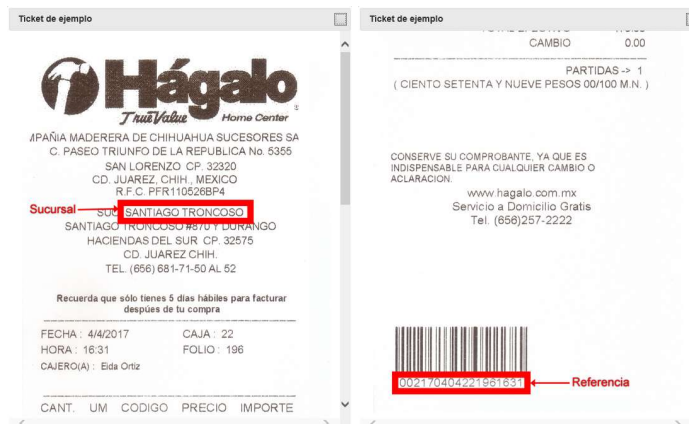 Ticket de ejemplo
Hágalo
True Value Home Center
MPAÑIA MADERERA DE CHIHUAHUA SUCESORES SA
C. PASEO TRIUNFO DE LA REPUBLICA No. 5355
SAN LORENZO CP. 32320
CD. JUAREZ, CHIH., MEXICO
R.F.C. PFR110526BP4
Sucursal
SUC SANTIAGO TRONCOSO
SANTIAGO TRONCOSO #870 Y DURANGO
HACIENDAS DEL SUR CP. 32575
CD. JUAREZ CHIH.
TEL. (656) 681-71-50 AL 52
Recuerda que sólo tienes 5 días hábiles para facturar
despúes de tu compra
FECHA : 4/4/2017 CAJA : 22
HORA : 16:31 FOLIO : 196
CAJERO(A) : Eida Ortiz
CANT. UM CODIGO PRECIO IMPORTE
Ticket de ejemplo
CAMBIO 0.00
PARTIDAS -> 1
( CIENTO SETENTA Y NUEVE PESOS 00/100 M.N. )
CONSERVE SU COMPROBANTE, YA QUE ES
INDISPENSABLE PARA CUALQUIER CAMBIO O
ACLARACION.
www.hagalo.com.mx
Servicio a Domicilio Gratis
Tel. (656)257-2222
002170404221961631
Referencia